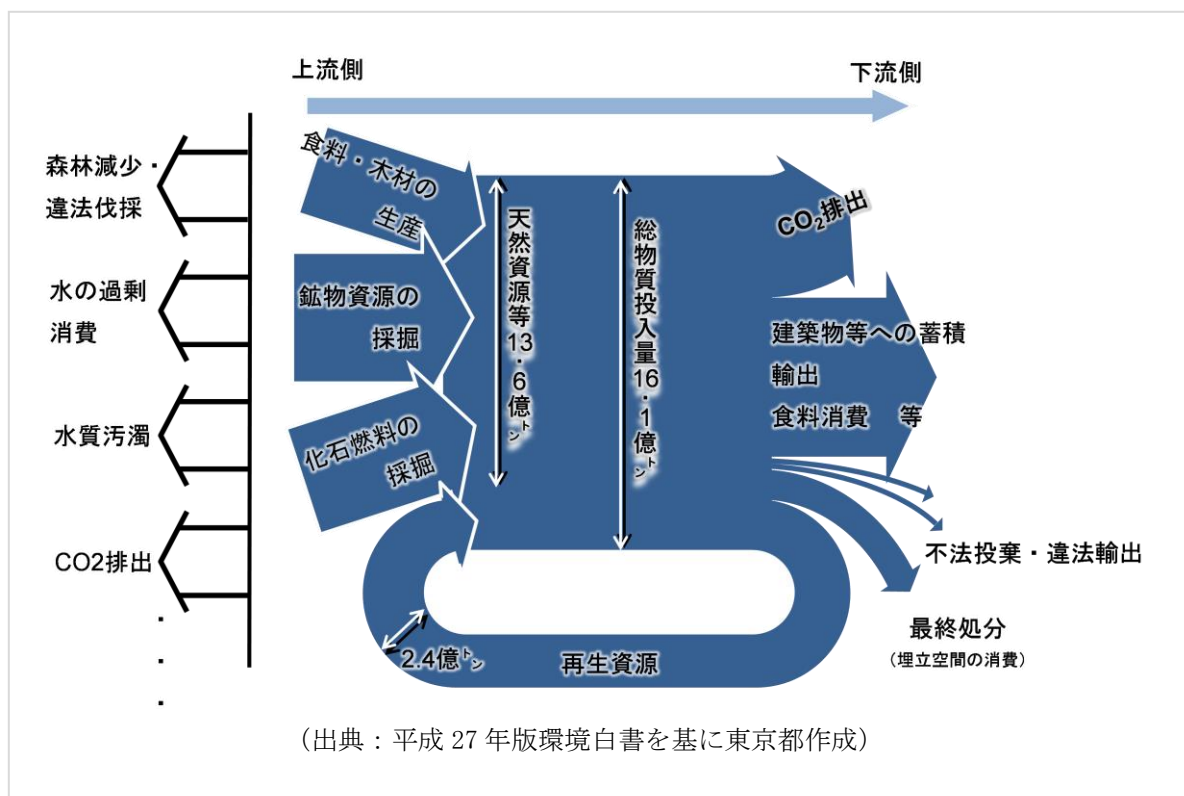 上流側
下流側
森林減少・
違法伐採
水の過剰
消費
水質汚濁
CO2排出
・
・
・
食料・木材の
生産
鉱物資源の
採掘
化石燃料の
採掘
天然資源等13・6億トン
総物質投入量16・1億トン
CO₂排出
建築物等への蓄積
輸出
食料消費 等
不法投棄・違法輸出
最終処分
（埋立空間の消費）
2.4億トン
再生資源
（出典：平成 27 年版環境白書を基に東京都作成）